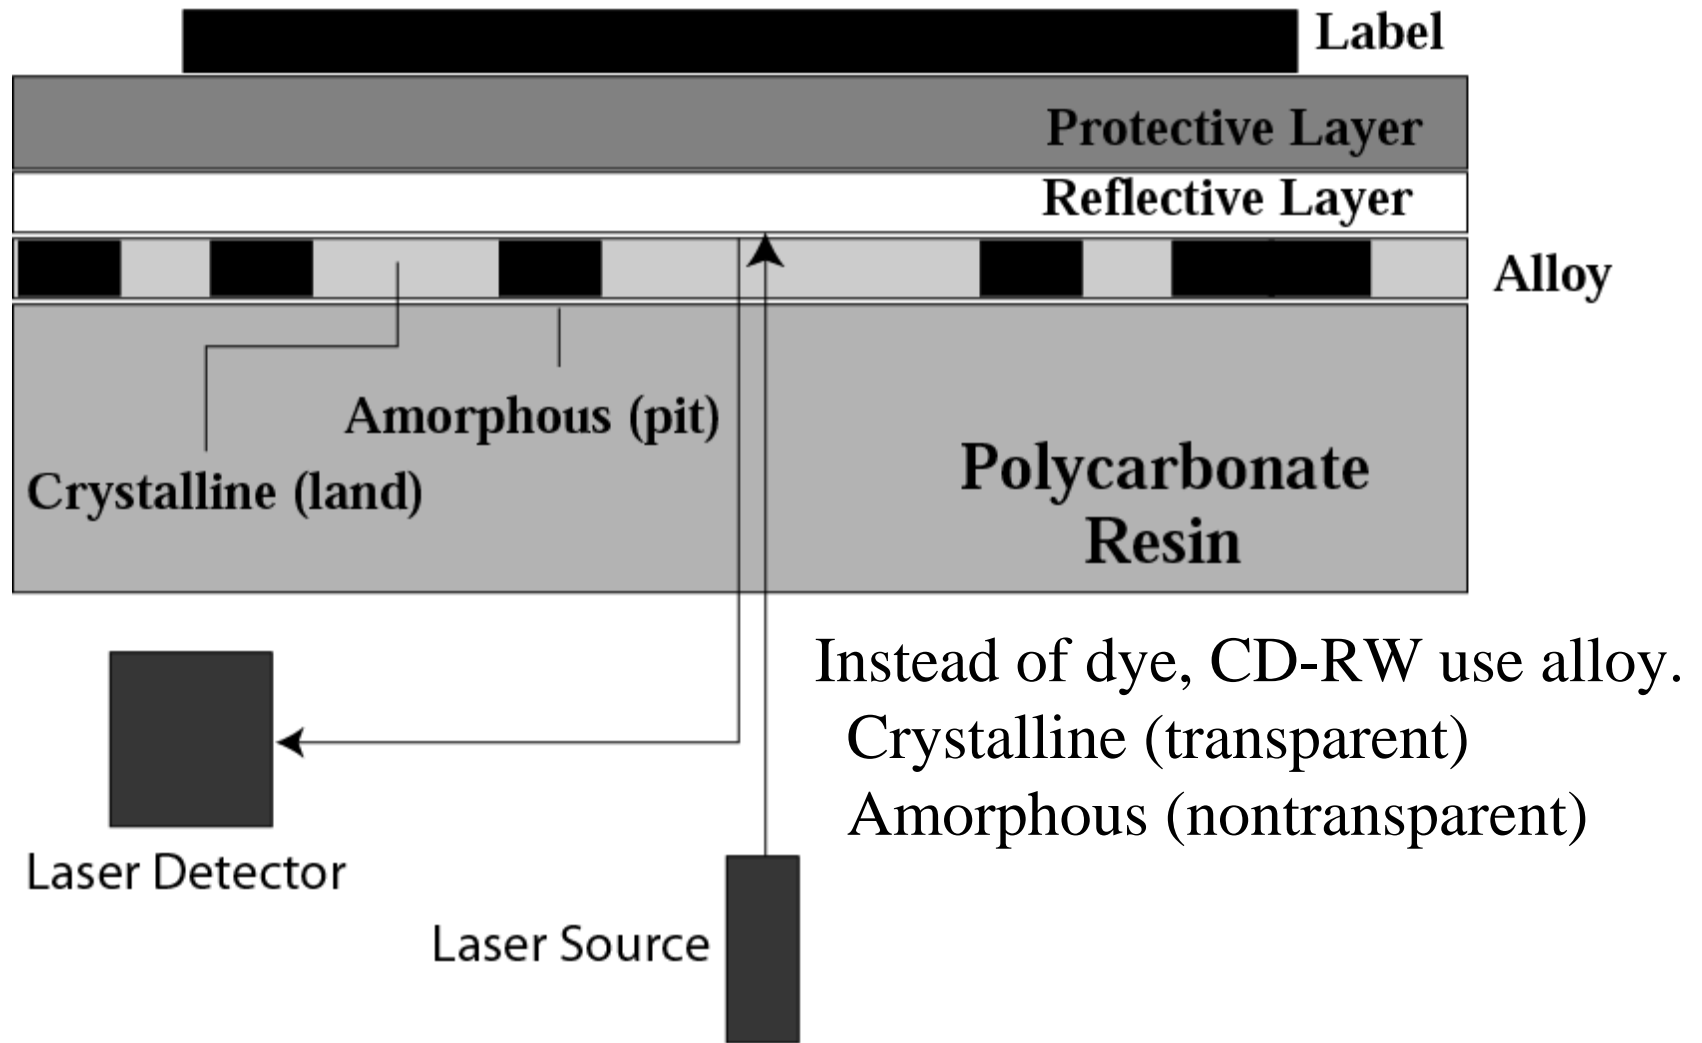 Label
Protective Layer
Reflective Layer
Alloy
Amorphous (pit)
Crystalline (land)
Polycarbonate
Resin
Instead of dye, CD-RW use alloy.
Crystalline (transparent)
Amorphous (nontransparent)
Laser Detector
Laser Source